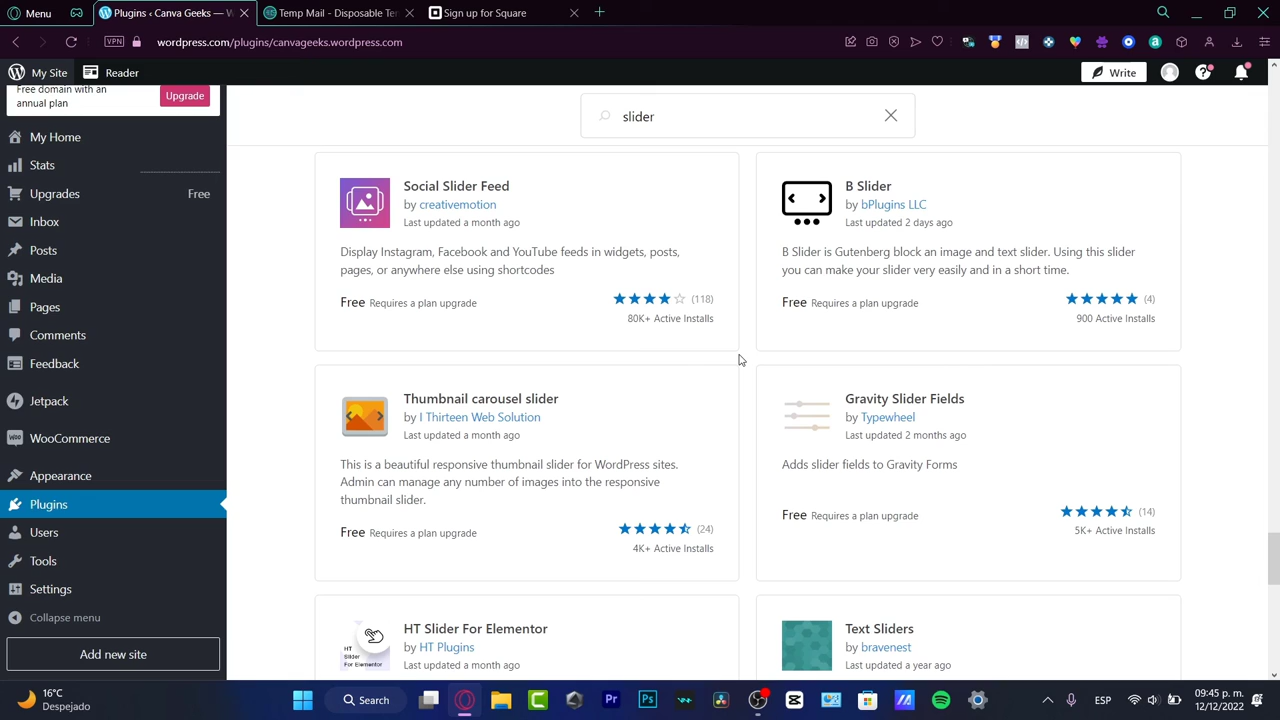 Menu
Plugins ‹ Canva Geeks — W
Temp Mail - Disposable Te
Sign up for Square
VPN
wordpress.com/plugins/canvageeks.wordpress.com
My Site
Reader
Write
Free domain with an
annual plan
Upgrade
slider
My Home
Stats
Upgrades
Free
Inbox
Posts
Media
Pages
Comments
Feedback
Jetpack
WOO
WooCommerce
Appearance
Plugins
Users
Tools
Settings
Collapse menu
Add new site
Social Slider Feed
by creativemotion
Last updated a month ago
Display Instagram, Facebook and YouTube feeds in widgets, posts,
pages, or anywhere else using shortcodes
Free Requires a plan upgrade
(118)
80K+ Active Installs
B Slider
by bPlugins LLC
Last updated 2 days ago
B Slider is Gutenberg block an image and text slider. Using this slider
you can make your slider very easily and in a short time.
Free Requires a plan upgrade
(4)
900 Active Installs
Thumbnail carousel slider
by I Thirteen Web Solution
Last updated a month ago
This is a beautiful responsive thumbnail slider for WordPress sites.
Admin can manage any number of images into the responsive
thumbnail slider.
Free Requires a plan upgrade
(24)
4K+ Active Installs
Gravity Slider Fields
by Typewheel
Last updated 2 months ago
Adds slider fields to Gravity Forms
Free Requires a plan upgrade
(14)
5K+ Active Installs
HT
Slider
For Elementor
HT Slider For Elementor
by HT Plugins
Last updated a month ago
Text Sliders
by bravenest
Last updated a year ago
16°C
Despejado
Search
Pr
Ps
ESP
09:45 p. m.
12/12/2022